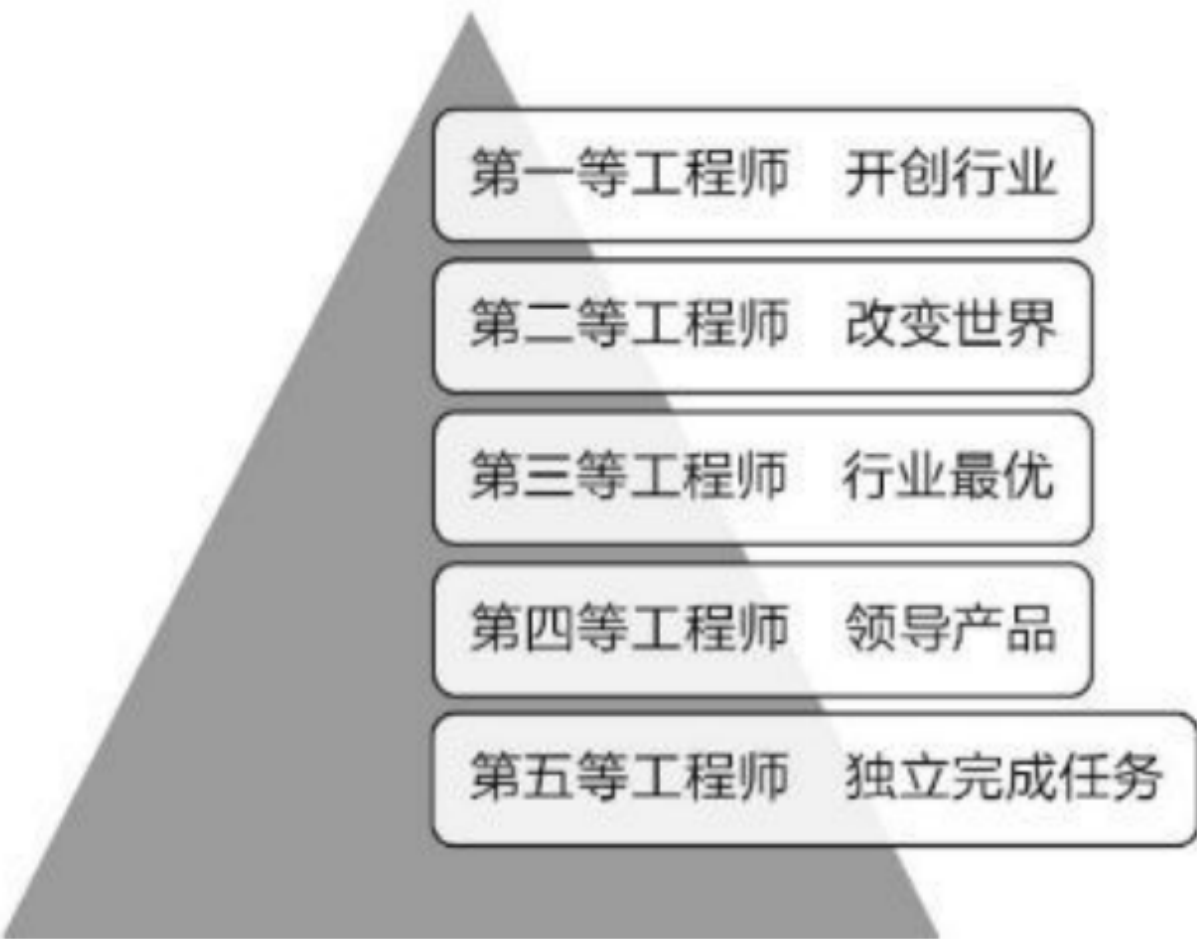 第一等工程师 开创行业
第二等工程师 改变世界
第三等工程师 行业最优
第四等工程师 领导产品
第五等工程师 独立完成任务